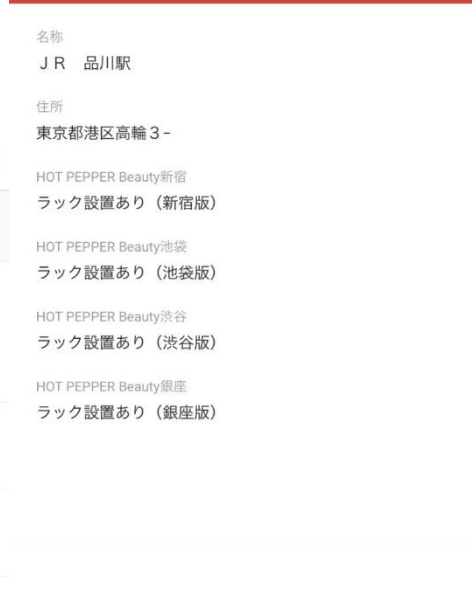 名称
ＪＲ　品川駅
住所
東京都港区高輪３−
HOT PEPPER Beauty新宿
ラック設置あり（新宿版）
HOT PEPPER Beauty池袋
ラック設置あり（池袋版）
HOT PEPPER Beauty渋谷
ラック設置あり（渋谷版）
HOT PEPPER Beauty銀座
ラック設置あり（銀座版）